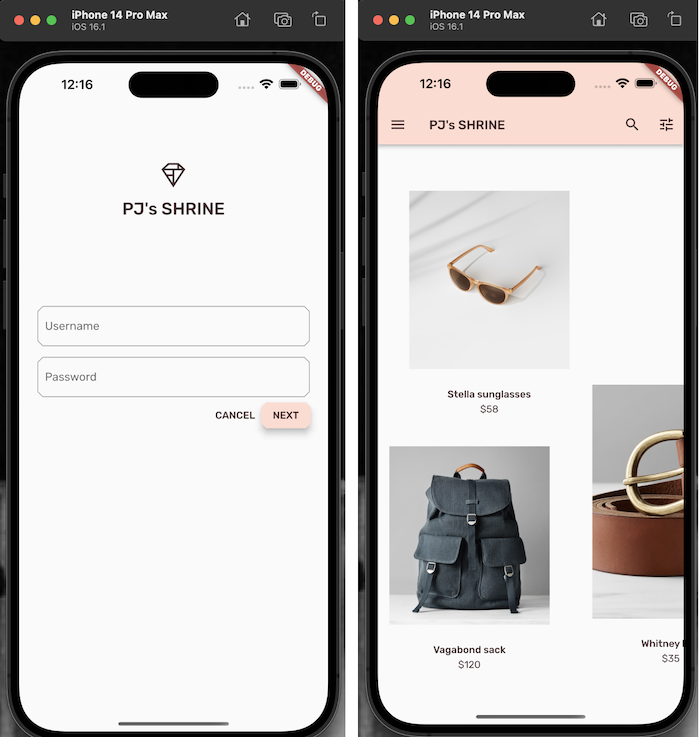 iPhone 14 Pro Max
iOS 16.1
12:16
DEBUG
PJ's SHRINE
Username
Password
CANCEL NEXT
iPhone 14 Pro Max
iOS 16.1
12:16
DEBUG
PJ's SHRINE
Stella sunglasses
$58
Vagabond sack
$120
Whitney
$35